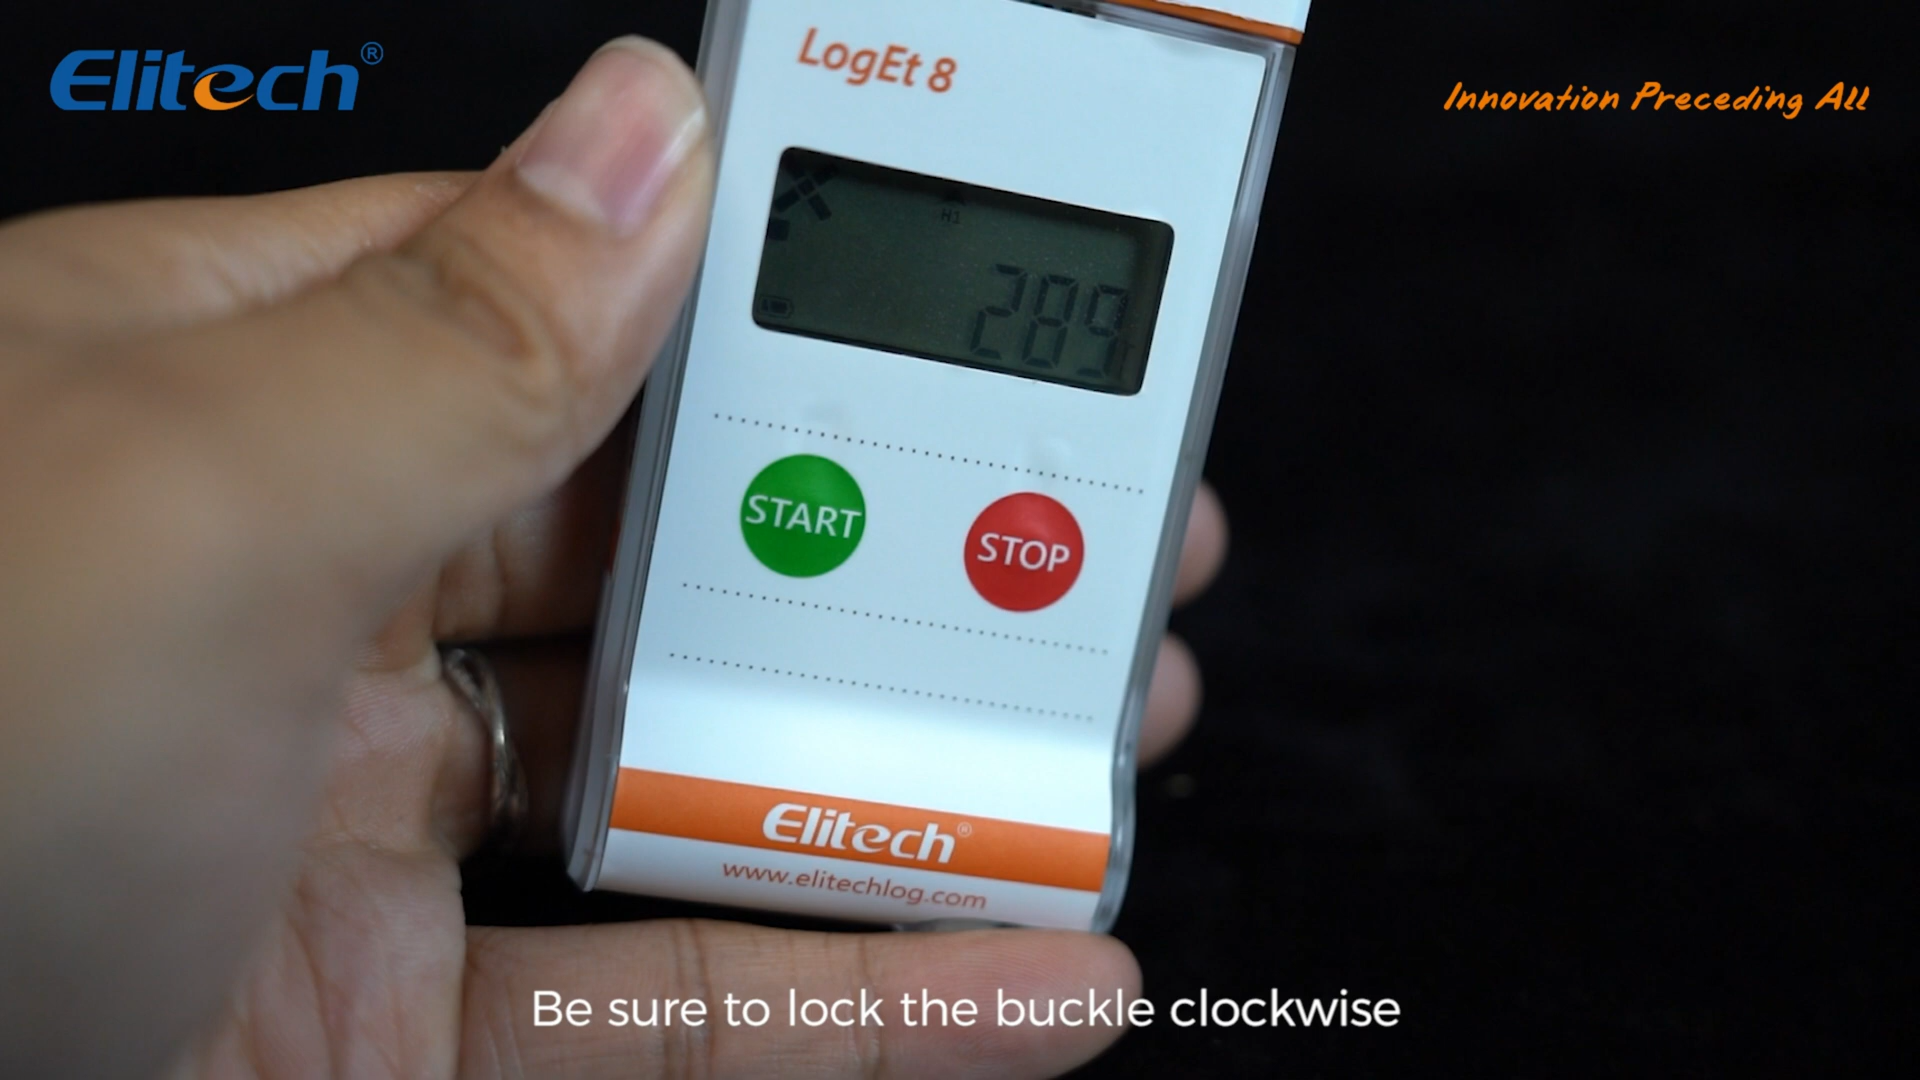 Elitech®
Innovation Preceding All
LogEt 8
H1
289
START
STOP
Elitech®
www.elitechlog.com
Be sure to lock the buckle clockwise